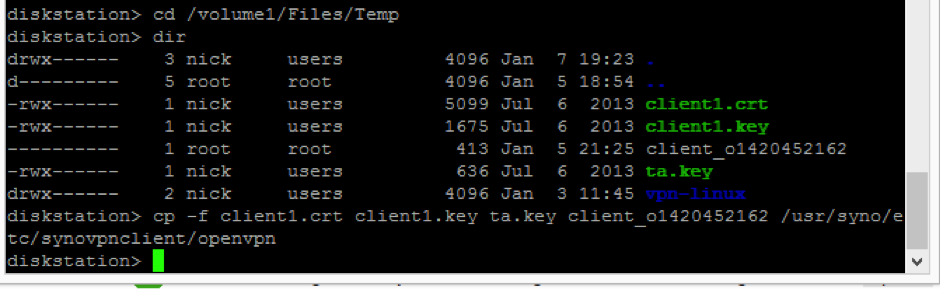 diskstation> cd /volume1/Files/Temp
diskstation> dir
drwx------    3 nick     users         4096 Jan  7 19:23 .
d---------    5 root     root          4096 Jan  5 18:54 ..
-rwx------    1 nick     users         5099 Jul  6  2013 client1.crt
-rwx------    1 nick     users         1675 Jul  6  2013 client1.key
----------    1 root     root           413 Jan  5 21:25 client_o1420452162
-rwx------    1 nick     users          636 Jul  6  2013 ta.key
drwx------    2 nick     users         4096 Jan  3 11:45 vpn-linux
diskstation> cp -f client1.crt client1.key ta.key client_o1420452162 /usr/syno/e
tc/synovpnclient/openvpn
diskstation>